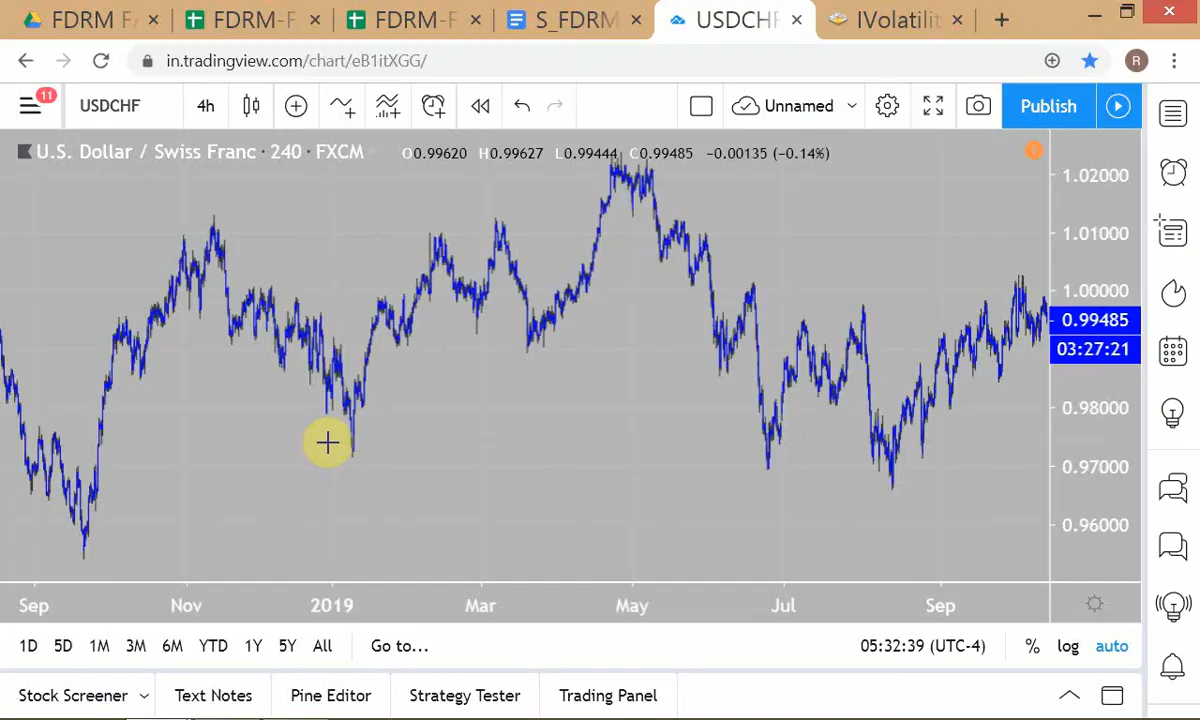 FDRM FA FDRM-F FDRM-F S_FDRM USDCHF IVolatilit
in.tradingview.com/chart/eB1itXGG/ R
11 USDCHF 4h Unnamed Publish
U.S. Dollar / Swiss Franc · 240 · FXCM O0.99620 H0.99627 L0.99444 C0.99485 −0.00135 (−0.14%)
1.02000
1.01000
1.00000
0.99485
03:27:21
0.98000
0.97000
0.96000
Sep Nov 2019 Mar May Jul Sep
1D 5D 1M 3M 6M YTD 1Y 5Y All Go to... 05:32:39 (UTC-4) % log auto
Stock Screener Text Notes Pine Editor Strategy Tester Trading Panel